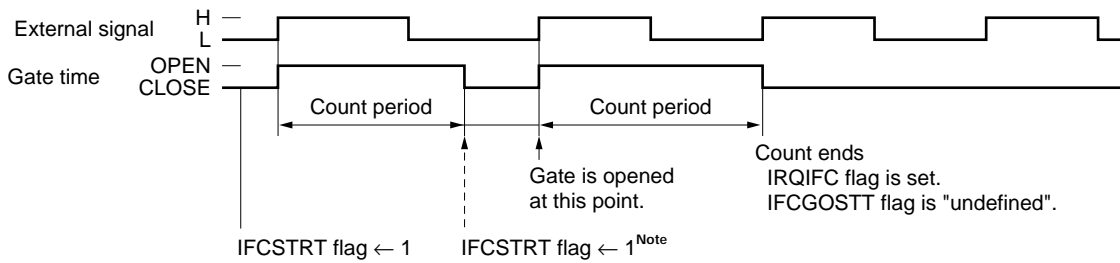 External signal
H
L
Gate time
OPEN
CLOSE
Count period
Count period
Gate is opened
at this point.
Count ends
IRQIFC flag is set.
IFCGOSTT flag is "undefined".
IFCSTRT flag ← 1
IFCSTRT flag ← 1Note